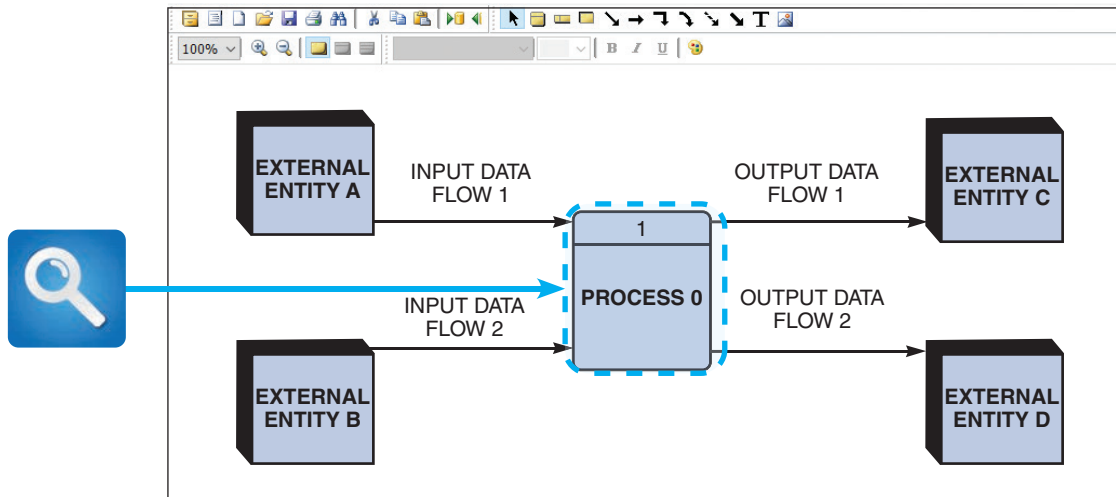 T
100%
B I U
EXTERNAL
ENTITY A
INPUT DATA
FLOW 1
OUTPUT DATA
FLOW 1
EXTERNAL
ENTITY C
1
PROCESS 0
INPUT DATA
FLOW 2
OUTPUT DATA
FLOW 2
EXTERNAL
ENTITY B
EXTERNAL
ENTITY D